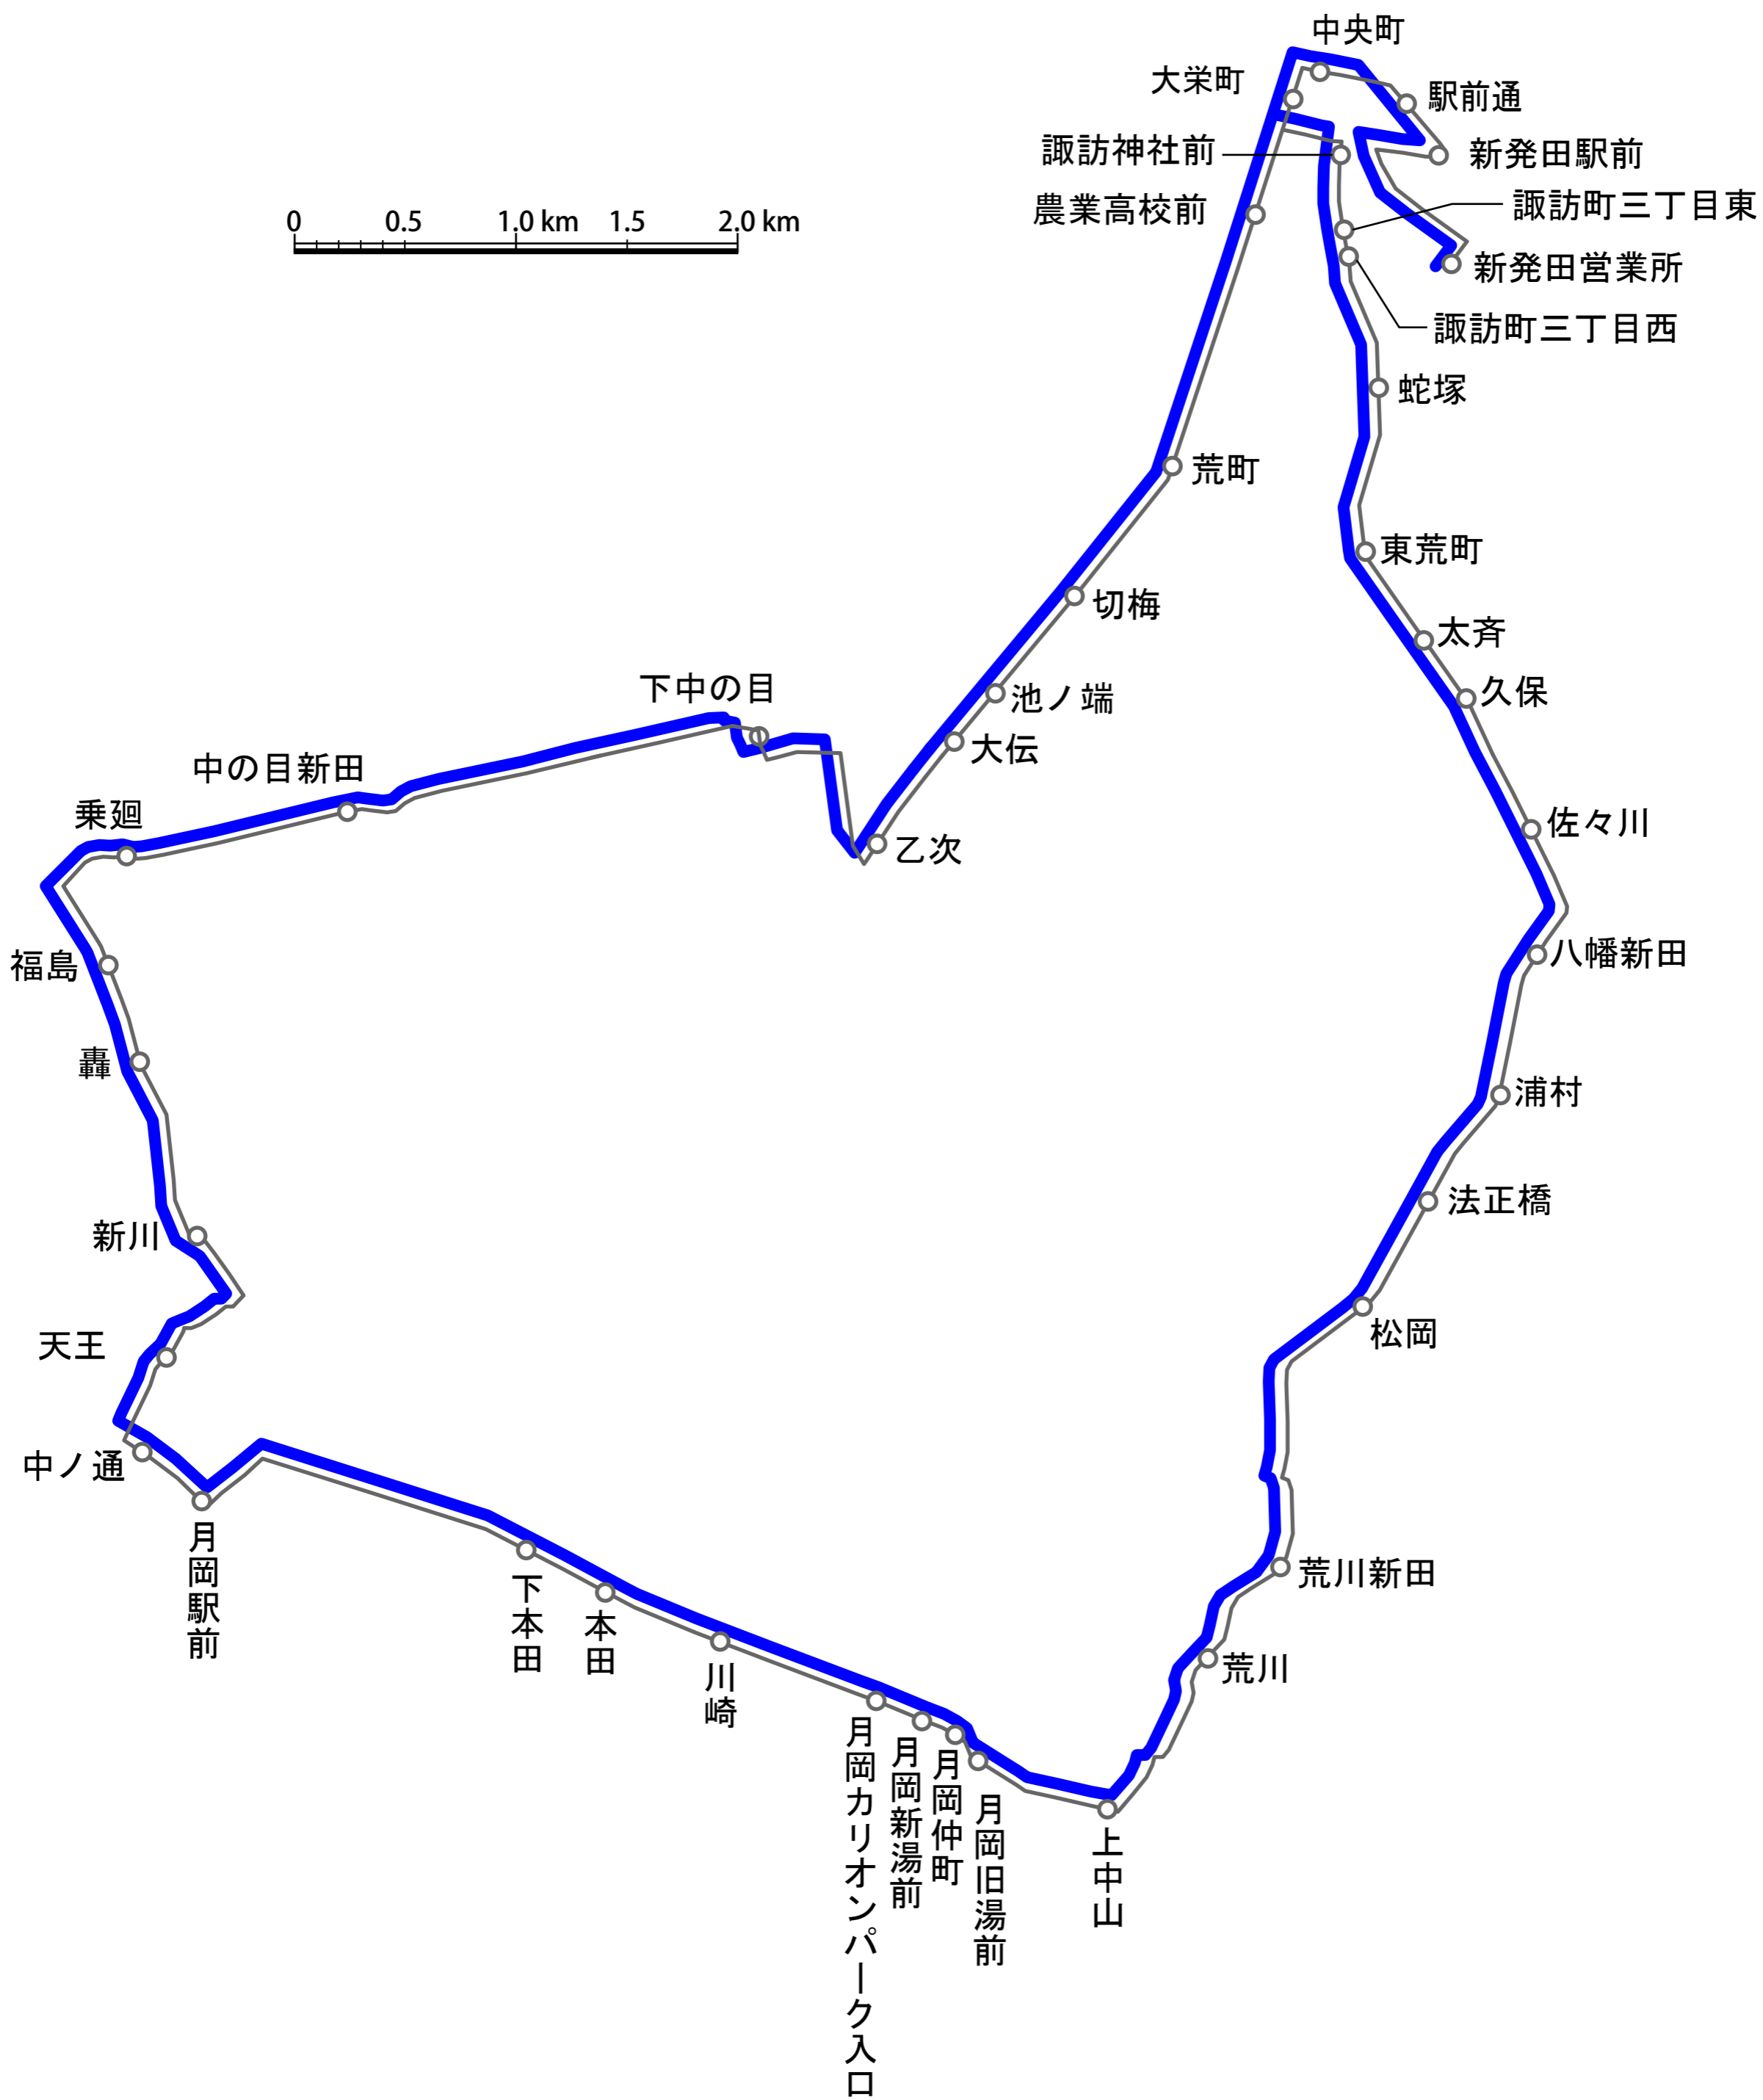 中央町
大栄町
駅前通
諏訪神社前
新発田駅前
農業高校前
諏訪町三丁目東
0 0.5 1.0 km 1.5 2.0 km
新発田営業所
諏訪町三丁目西
蛇塚
荒町
東荒町
切梅
太斉
下中の目
池ノ端
久保
大伝
中の目新田
乗廻
佐々川
乙次
福島
八幡新田
轟
浦村
新川
法正橋
天王
松岡
中ノ通
月岡駅前
下本田
本田
荒川新田
川崎
荒川
月岡カリオンパーク入口
月岡新湯前
月岡仲町
月岡旧湯前
上中山